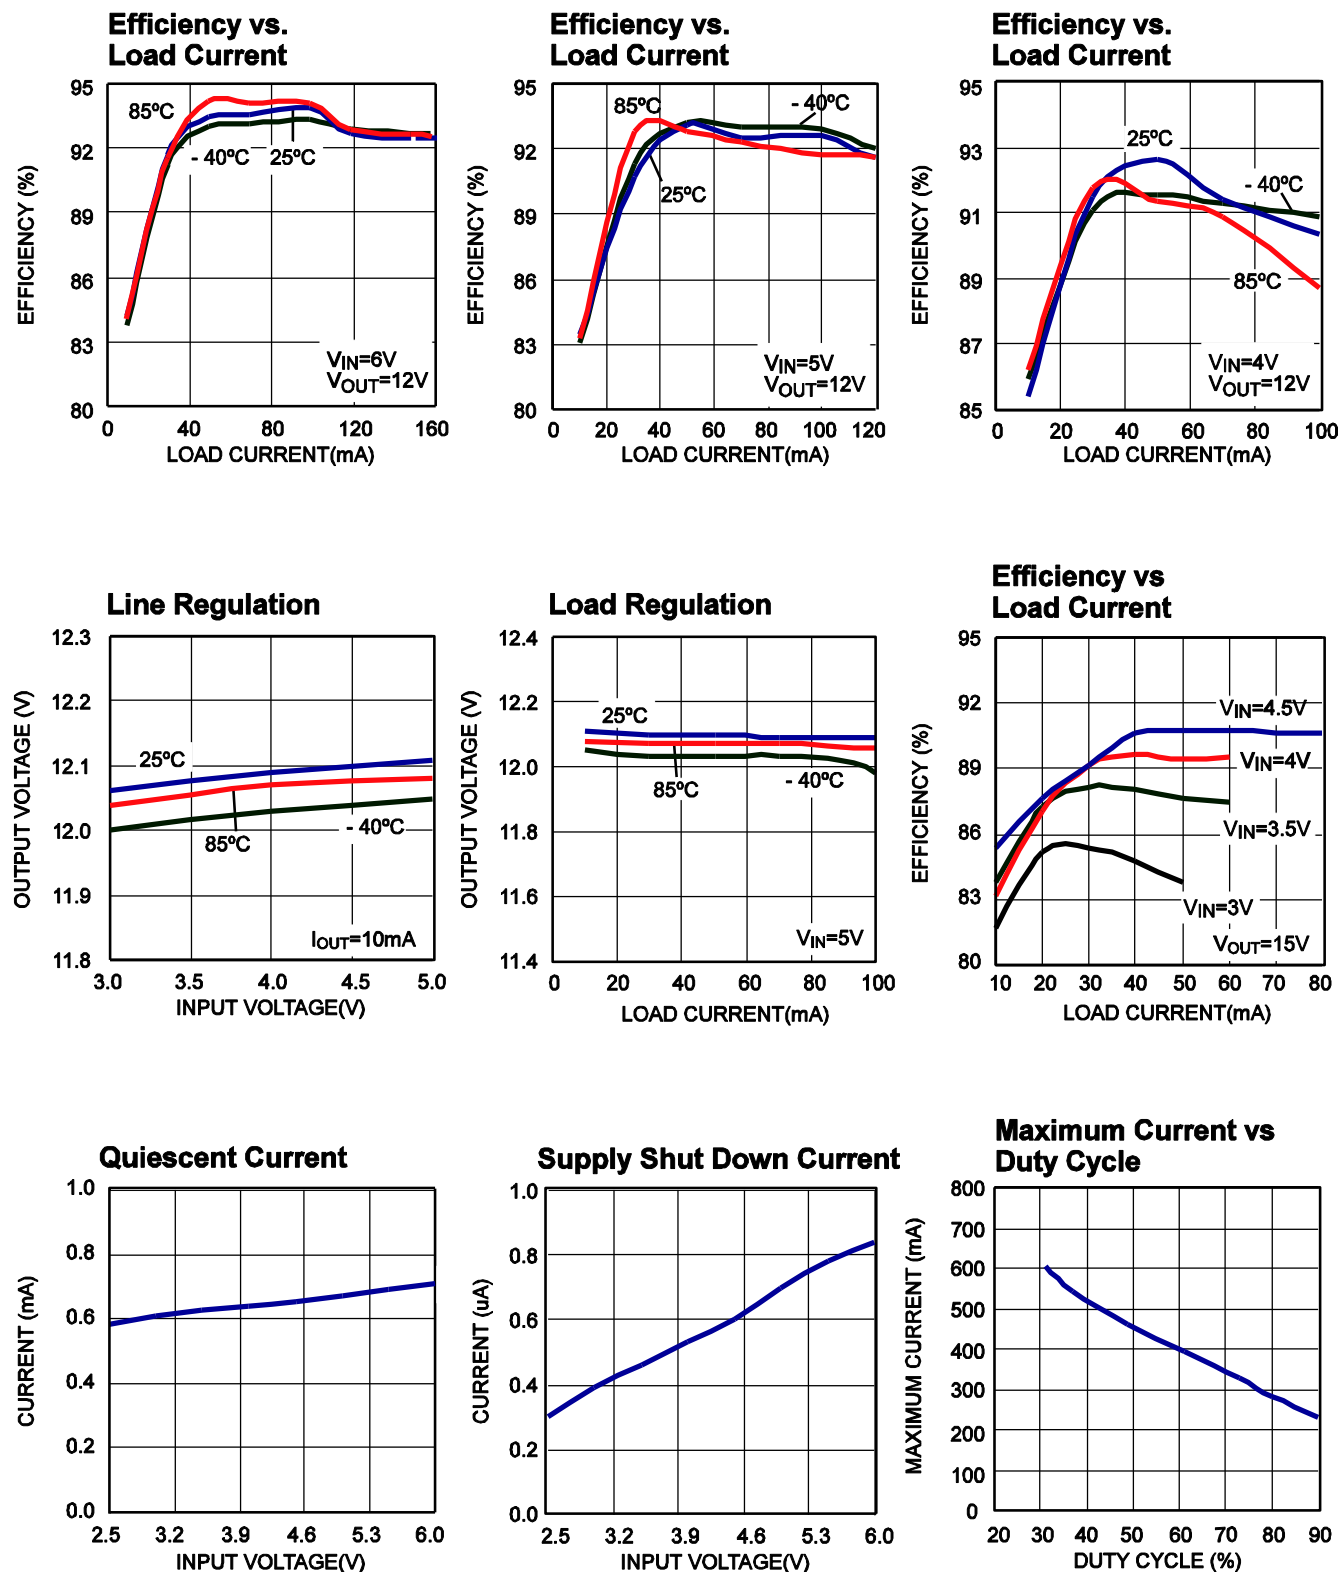 Efficiency vs.
Load Current
95
92
89
86
83
80
EFFICIENCY (%)
85ºC
- 40ºC
25ºC
VIN=6V
VOUT=12V
0
40
80
120
160
LOAD CURRENT(mA)
Efficiency vs.
Load Current
95
92
89
86
83
80
EFFICIENCY (%)
85ºC
- 40ºC
25ºC
VIN=5V
VOUT=12V
0
20
40
60
80
100
120
LOAD CURRENT(mA)
Efficiency vs.
Load Current
95
93
91
89
87
85
EFFICIENCY (%)
25ºC
- 40ºC
85ºC
VIN=4V
VOUT=12V
0
20
40
60
80
100
LOAD CURRENT(mA)
Line Regulation
12.3
12.2
12.1
12.0
11.9
11.8
OUTPUT VOLTAGE (V)
25ºC
85ºC
- 40ºC
IOUT=10mA
3.0
3.5
4.0
4.5
5.0
INPUT VOLTAGE(V)
Load Regulation
12.4
12.2
12.0
11.8
11.6
11.4
OUTPUT VOLTAGE (V)
25ºC
85ºC
- 40ºC
VIN=5V
0
20
40
60
80
100
LOAD CURRENT(mA)
Efficiency vs
Load Current
95
92
89
86
83
80
EFFICIENCY (%)
VIN=4.5V
VIN=4V
VIN=3.5V
VIN=3V
VOUT=15V
10
20
30
40
50
60
70
80
LOAD CURRENT(mA)
Quiescent Current
1.0
0.8
0.6
0.4
0.2
0.0
CURRENT (mA)
2.5
3.2
3.9
4.6
5.3
6.0
INPUT VOLTAGE(V)
Supply Shut Down Current
1.0
0.8
0.6
0.4
0.2
0.0
CURRENT (uA)
2.5
3.2
3.9
4.6
5.3
6.0
INPUT VOLTAGE(V)
Maximum Current vs
Duty Cycle
800
700
600
500
400
300
200
100
0
MAXIMUM CURRENT (mA)
20
30
40
50
60
70
80
90
DUTY CYCLE (%)